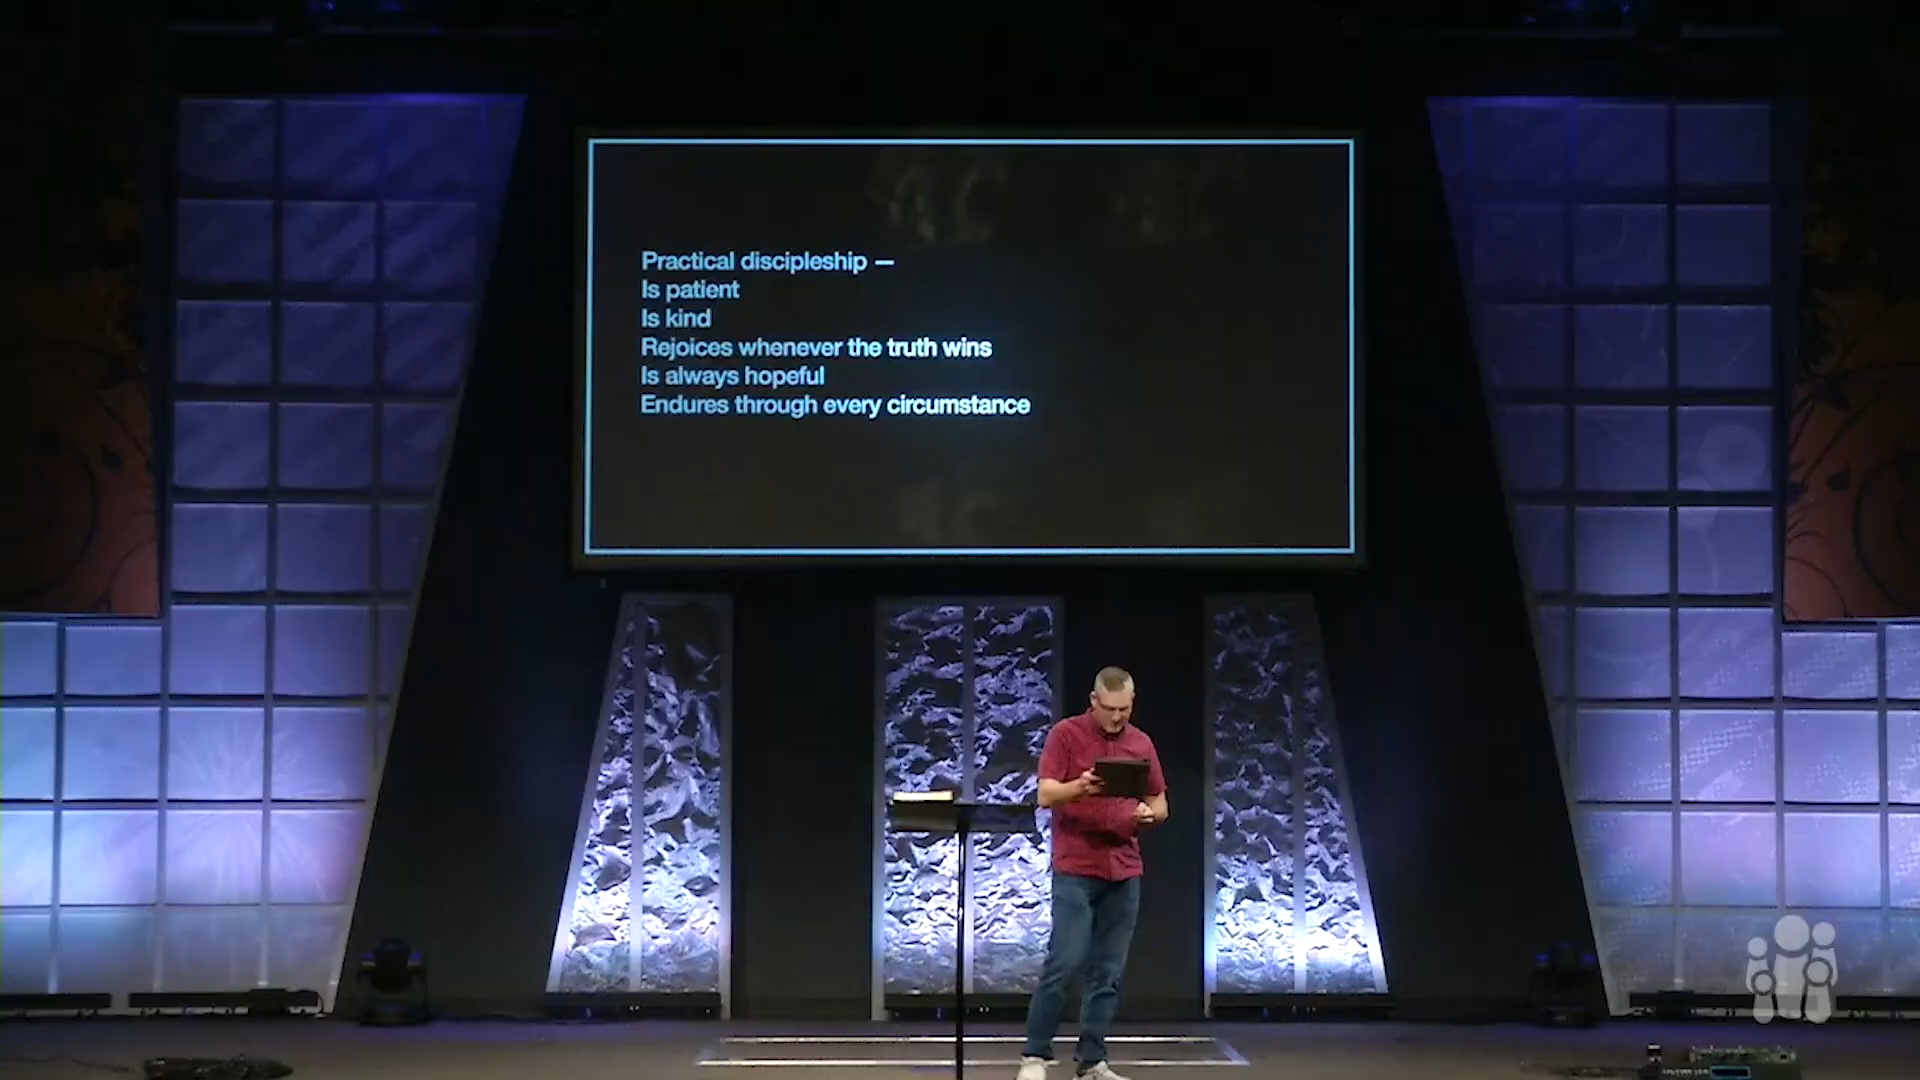 Practical discipleship —
Is patient
Is kind
Rejoices whenever the truth wins
Is always hopeful
Endures through every circumstance